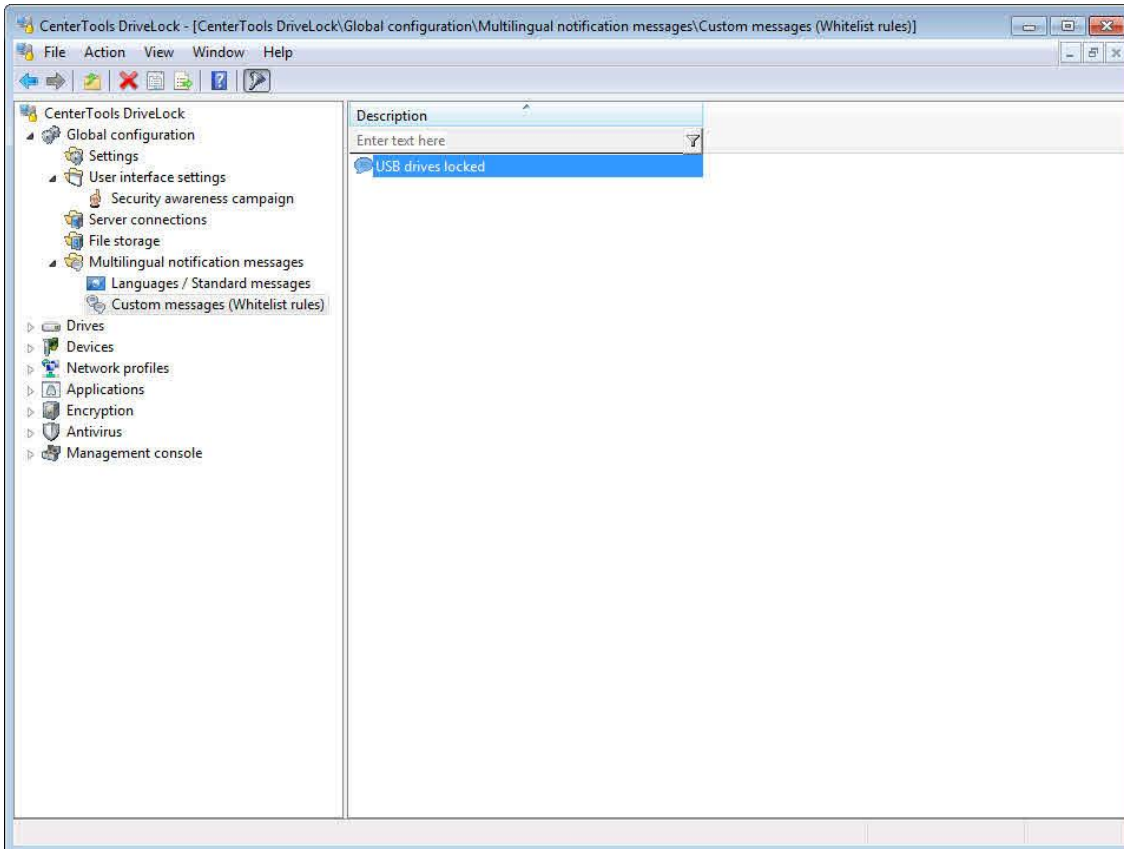 CenterTools DriveLock - [CenterTools DriveLock\Global configuration\Multilingual notification messages\Custom messages (Whitelist rules)]
File Action View Window Help
CenterTools DriveLock
Global configuration
Settings
User interface settings
Security awareness campaign
Server connections
File storage
Multilingual notification messages
Languages / Standard messages
Custom messages (Whitelist rules)
Drives
Devices
Network profiles
Applications
Encryption
Antivirus
Management console
Description
Enter text here
USB drives locked